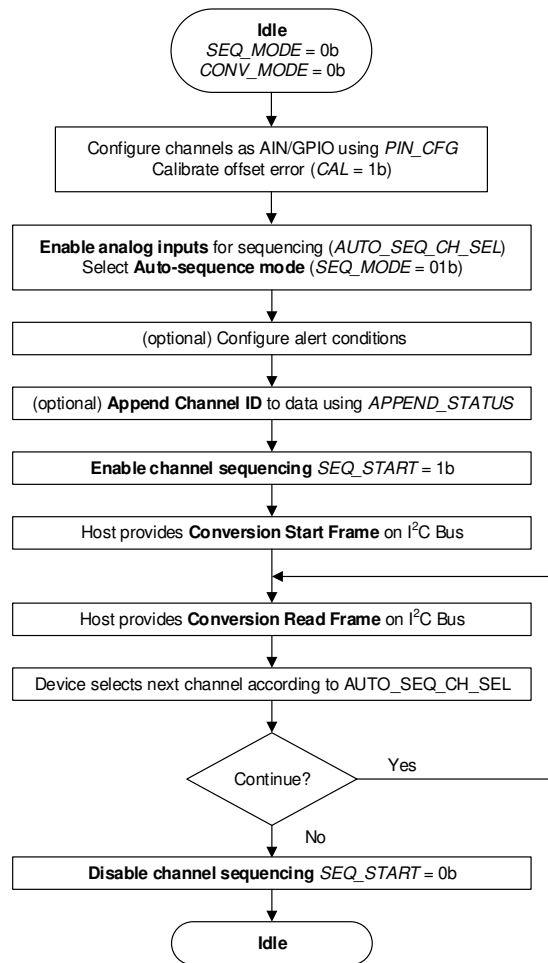 Idle
SEQ_MODE = 0b
CONV_MODE = 0b
Configure channels as AIN/GPIO using PIN_CFG
Calibrate offset error (CAL = 1b)
Enable analog inputs for sequencing (AUTO_SEQ_CH_SEL)
Select Auto-sequence mode (SEQ_MODE = 01b)
(optional) Configure alert conditions
(optional) Append Channel ID to data using APPEND_STATUS
Enable channel sequencing SEQ_START = 1b
Host provides Conversion Start Frame on I²C Bus
Host provides Conversion Read Frame on I²C Bus
Device selects next channel according to AUTO_SEQ_CH_SEL
Continue?
Yes
No
Disable channel sequencing SEQ_START = 0b
Idle